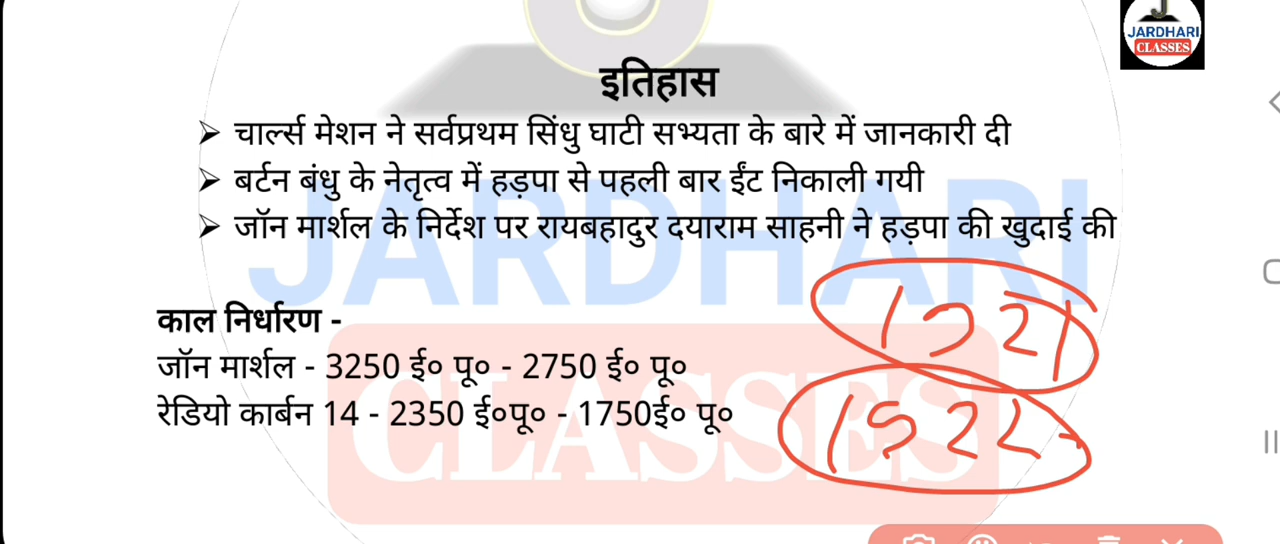 JARDHARI
CLASSES
इतिहास
➢ चार्ल्स मेशन ने सर्वप्रथम सिंधु घाटी सभ्यता के बारे में जानकारी दी
➢ बर्टन बंधु के नेतृत्व में हड़पा से पहली बार ईंट निकाली गयी
➢ जॉन मार्शल के निर्देश पर रायबहादुर दयाराम साहनी ने हड़पा की खुदाई की
JARDHARI
काल निर्धारण -
1921
जॉन मार्शल - 3250 ई० पू० - 2750 ई० पू०
रेडियो कार्बन 14 - 2350 ई०पू० - 1750ई० पू०
1922
CLASSES